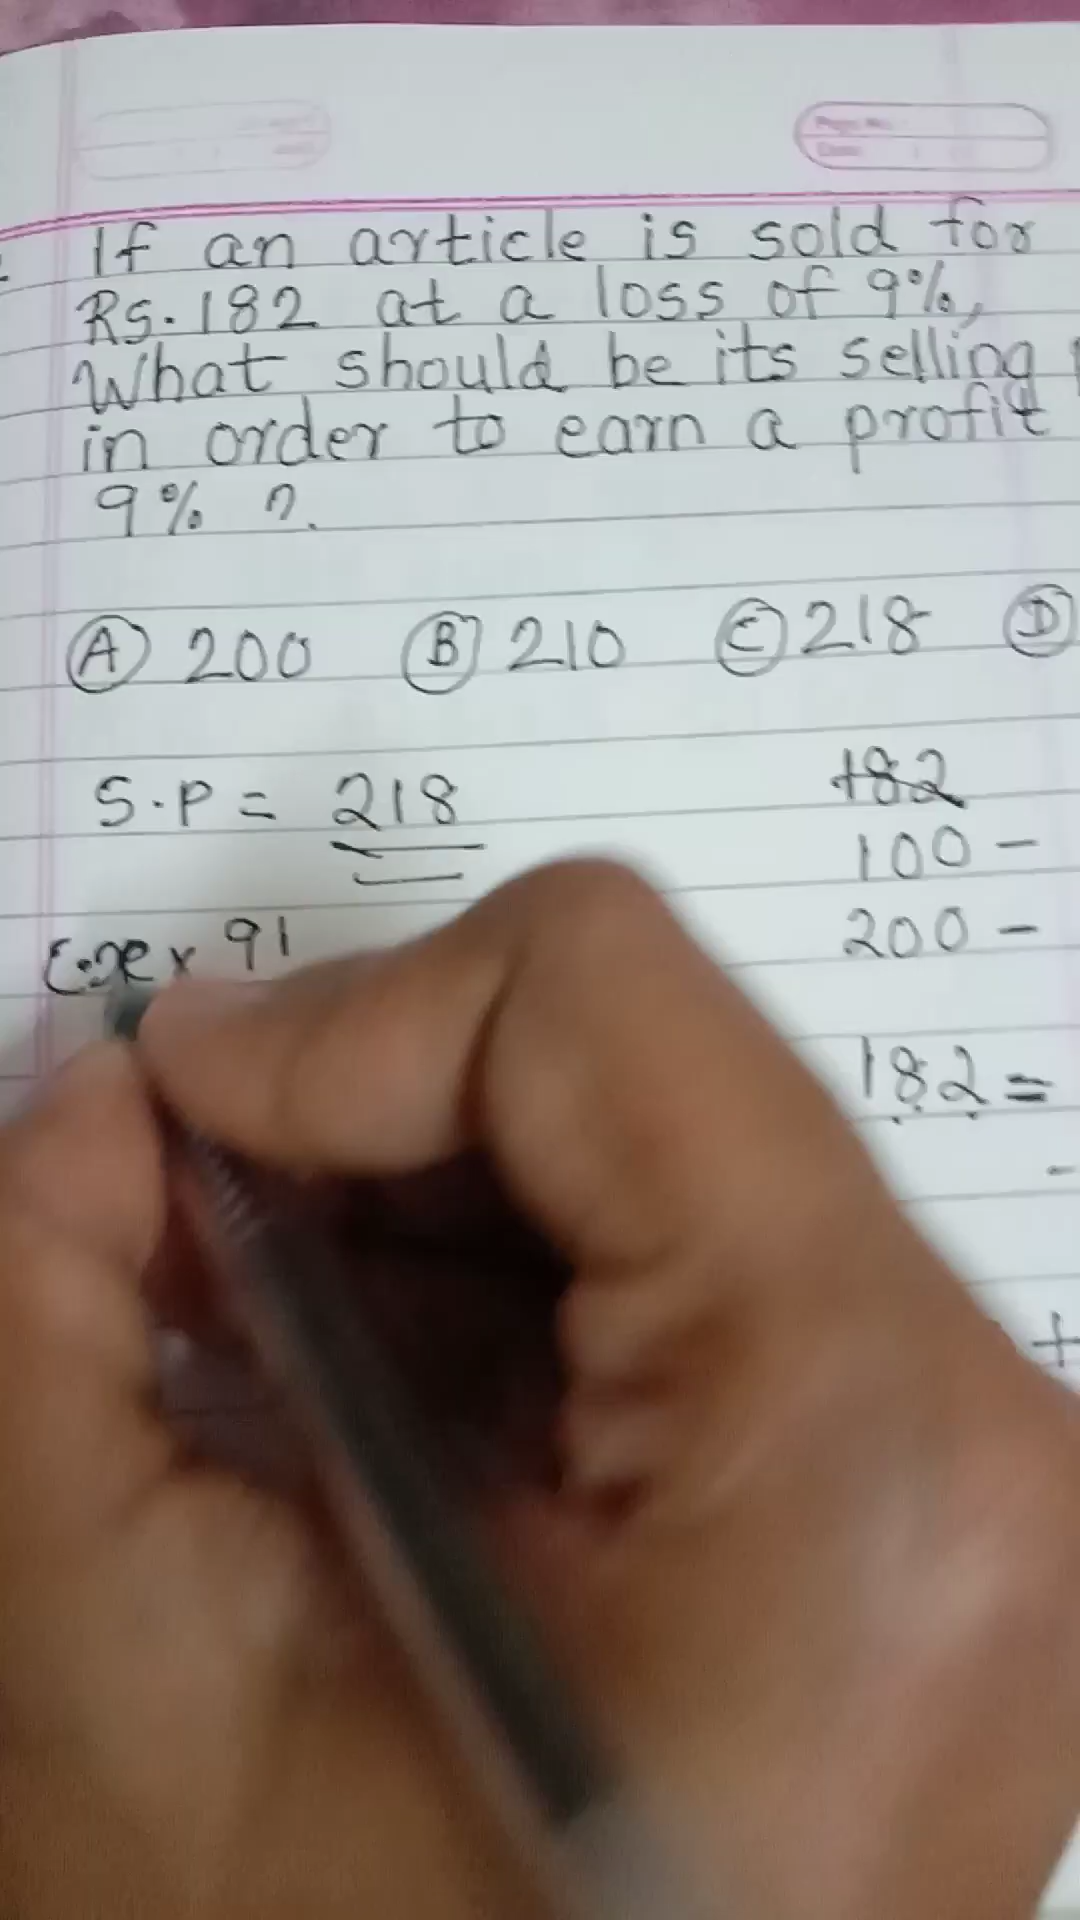 If an article is sold for
Rs.182 at a loss of 9%,
What should be its selling
in order to earn a profit
9% ?.
A 200 B 210 C 218 D
S.P = 218
182
100 -
200 -
x 91
182 =
-
+